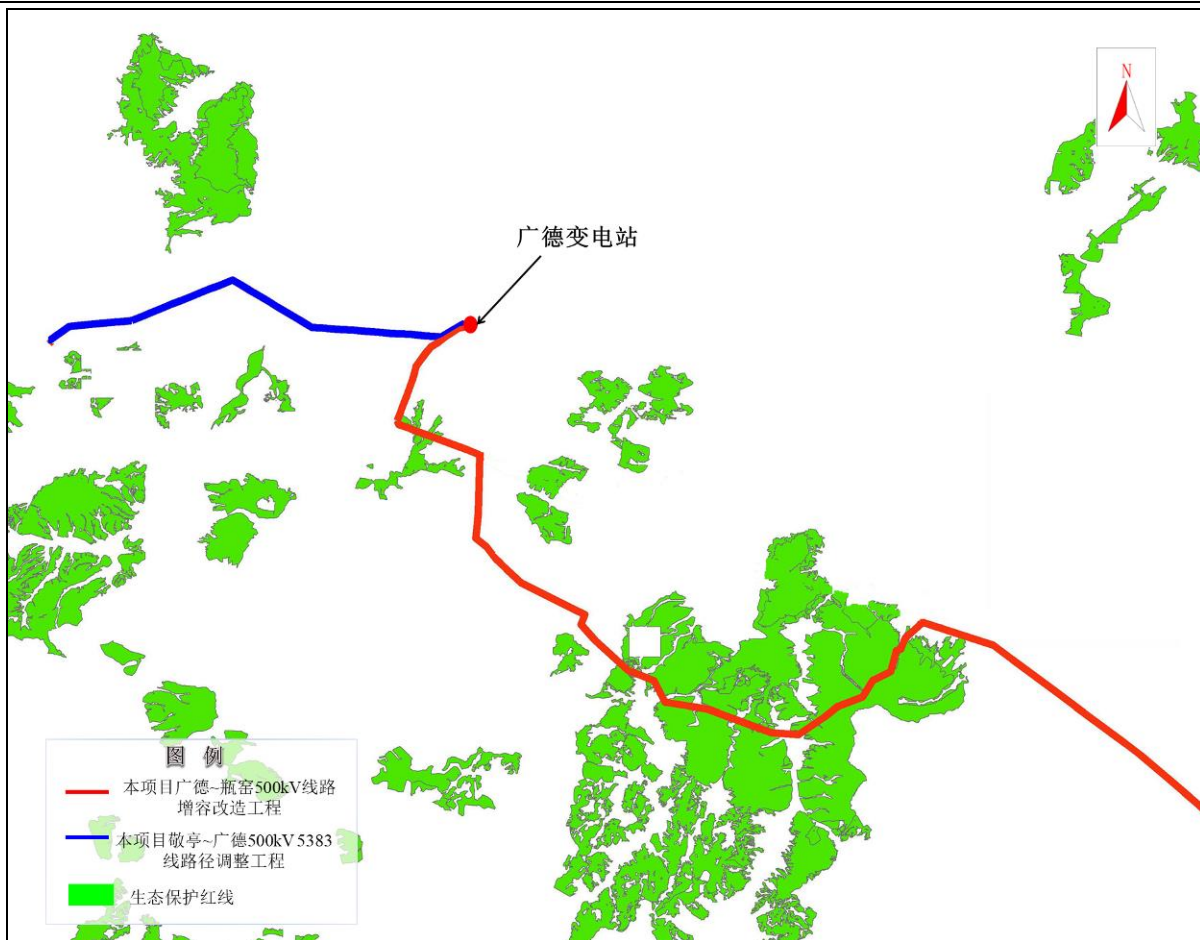 N
广德变电站
图 例
本项目广德~瓶窑500kV线路
增容改造工程
本项目敬亭~广德500kV 5383
线路径调整工程
生态保护红线